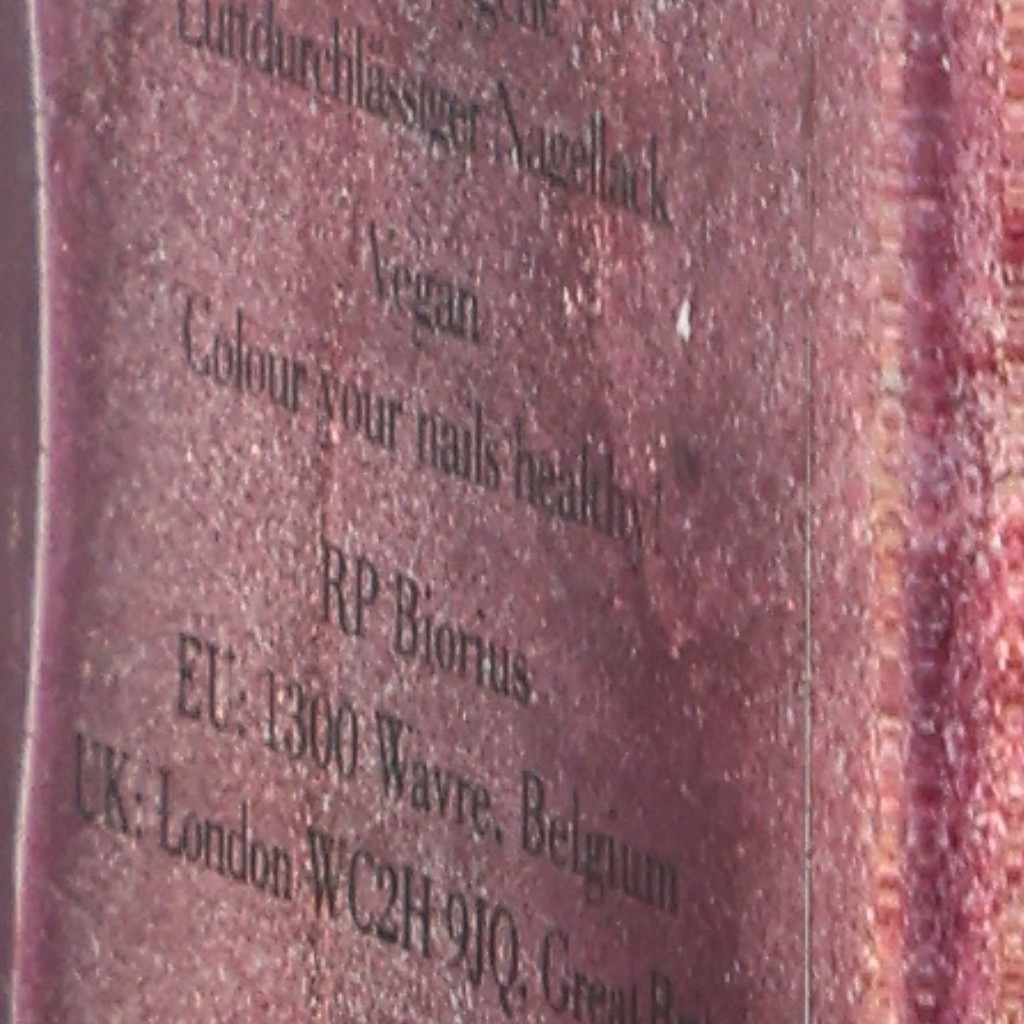 Luftdurchlässiger Nagellack
Vegan
Colour your nails healthy
RP Biorius.
EU: 1300 Wavre, Belgium
UK: London WC2H 9JQ, Great